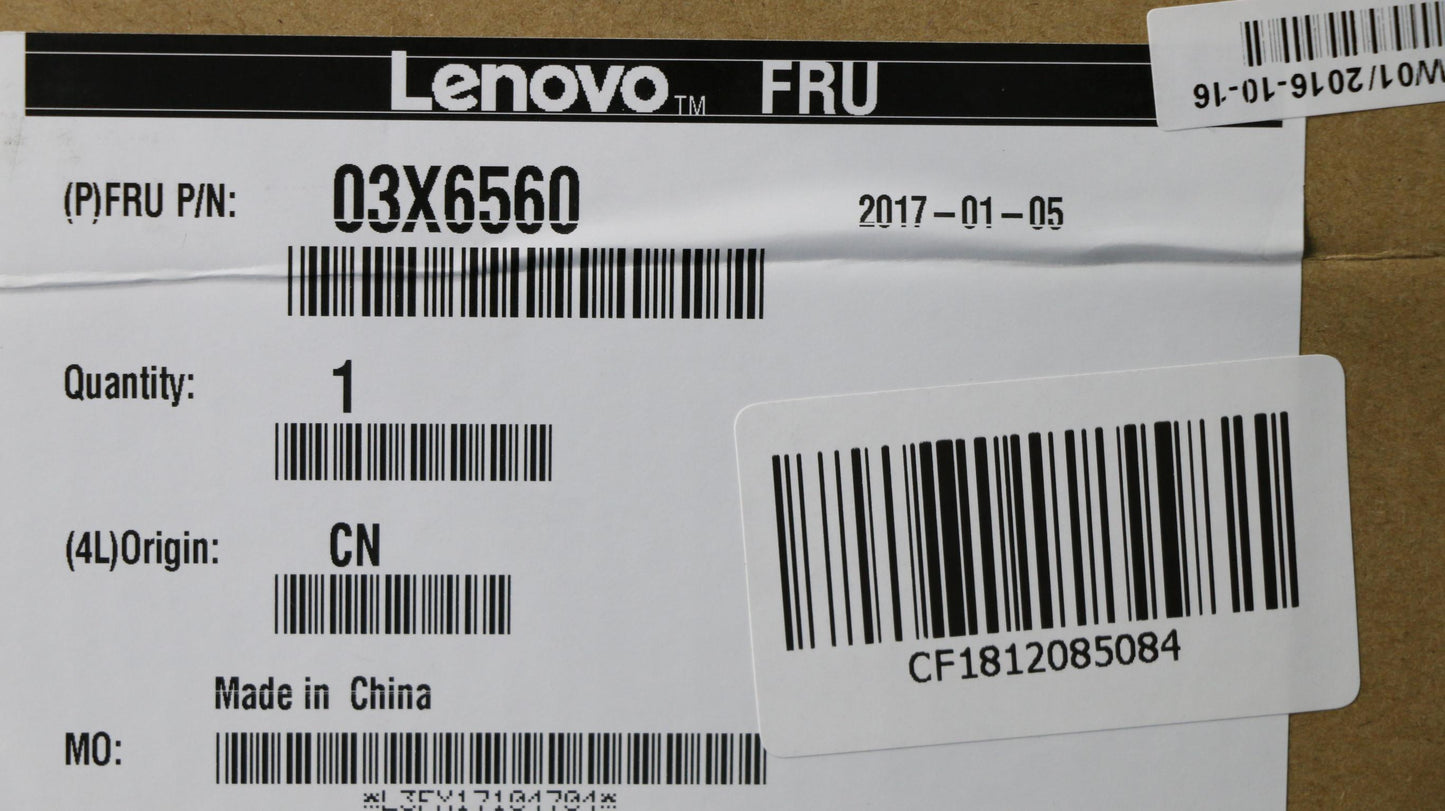 Lenovo™ FRU
W01/2016-10-16
(P)FRU P/N: 03X6560 2017-01-05
Quantity: 1
(4L)Origin: CN
CF1812085084
Made in China
MO: